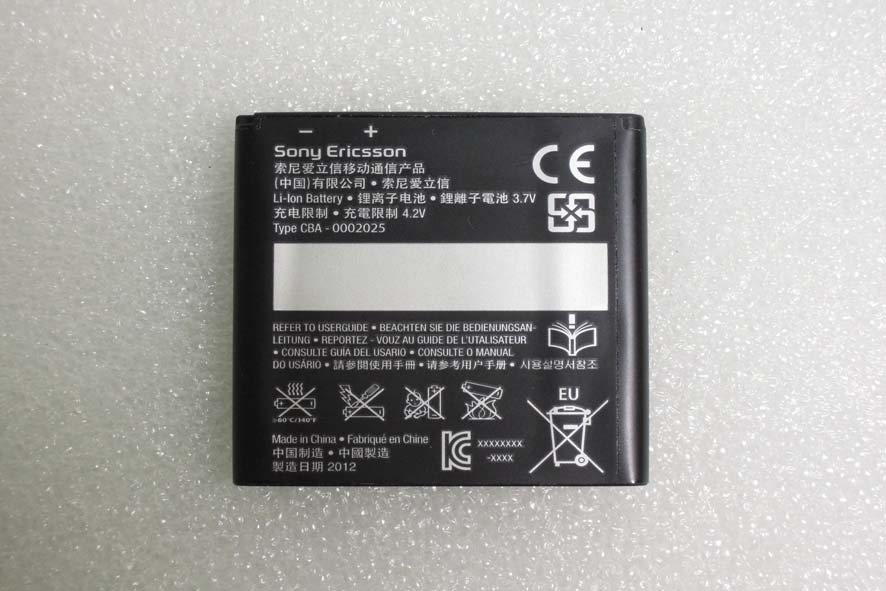 − +
Sony Ericsson
索尼爱立信移动通信产品
(中国)有限公司 • 索尼爱立信
Li-Ion Battery • 锂离子电池 • 鋰離子電池 3.7V
充电限制 • 充電限制 4.2V
Type CBA - 0002025
CE
REFER TO USERGUIDE • BEACHTEN SIE DIE BEDIENUNGSAN-
LEITUNG • REPORTEZ - VOUZ AU GUIDE DE L'UTILISATEUR
• CONSULTE GUÍA DEL USARIO • CONSULTE O MANUAL
DO USÁRIO • 請參閱使用手冊 • 请参考用户手册 • 사용설명서참조
≥60°C/140°F
EU
Made in China • Fabriqué en Chine
中国制造 • 中國製造
製造日期 2012
KC
XXXXXXXX
-XXXX